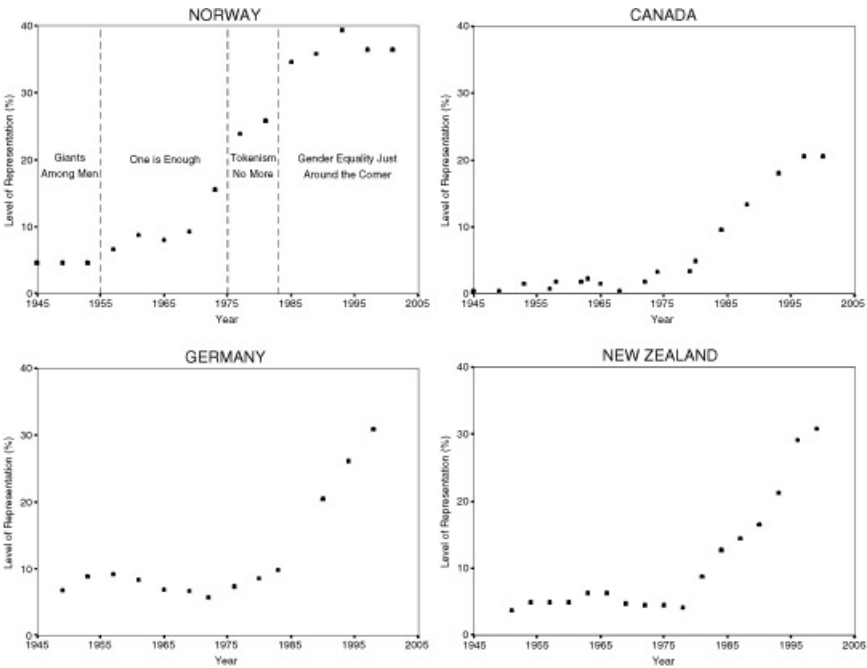 NORWAY
40
30
20
10
0
Level of Representation (%)
Giants
Among Men
One is Enough
Tokenism
No More
Gender Equality Just
Around the Corner
1945 1955 1965 1975 1985 1995 2005
Year
CANADA
40
30
20
10
0
Level of Representation (%)
1945 1955 1965 1975 1985 1995 2005
Year
GERMANY
40
30
20
10
0
Level of Representation (%)
1945 1955 1965 1975 1985 1995 2005
Year
NEW ZEALAND
40
30
20
10
0
Level of Representation (%)
1945 1955 1965 1975 1985 1995 2005
Year